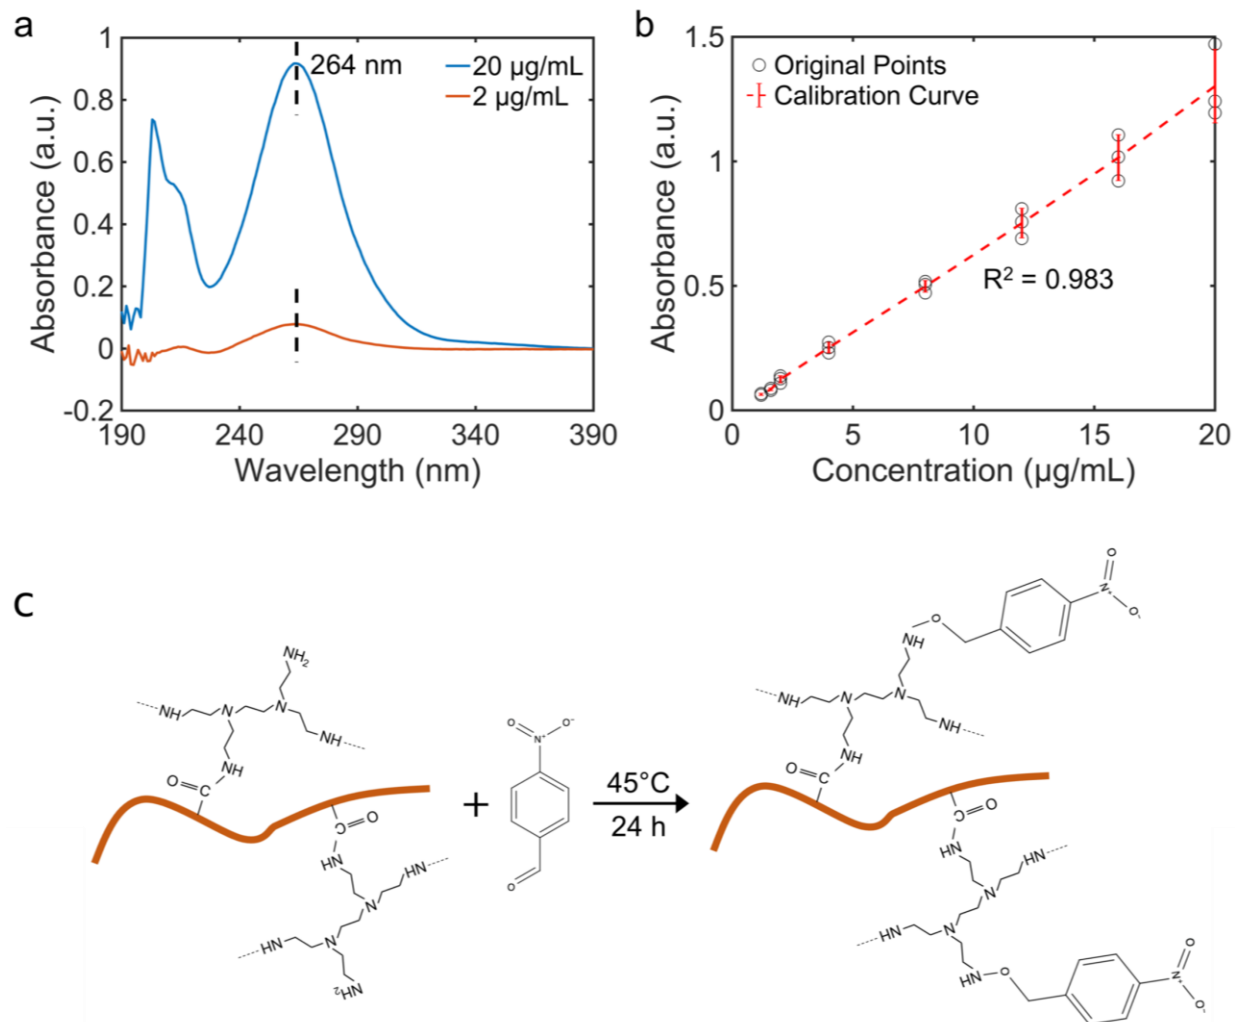 a
1
0.8
0.6
0.4
0.2
0
-0.2
Absorbance (a.u.)
264 nm
20 µg/mL
2 µg/mL
190
240
290
340
390
Wavelength (nm)
b
1.5
1
0.5
0
Absorbance (a.u.)
Original Points
Calibration Curve
R² = 0.983
0
5
10
15
20
Concentration (µg/mL)
c
NH₂
NH
N
N
NH
NH
O
C
C
O
HN
HN
N
HN
N
NH₂
+
O
N⁺
O⁻
O
45°C
24 h
O
N⁺
O⁻
O
NH
NH
N
N
NH
NH
O
C
C
O
HN
HN
N
HN
N
HN
O
O
N⁺
O⁻